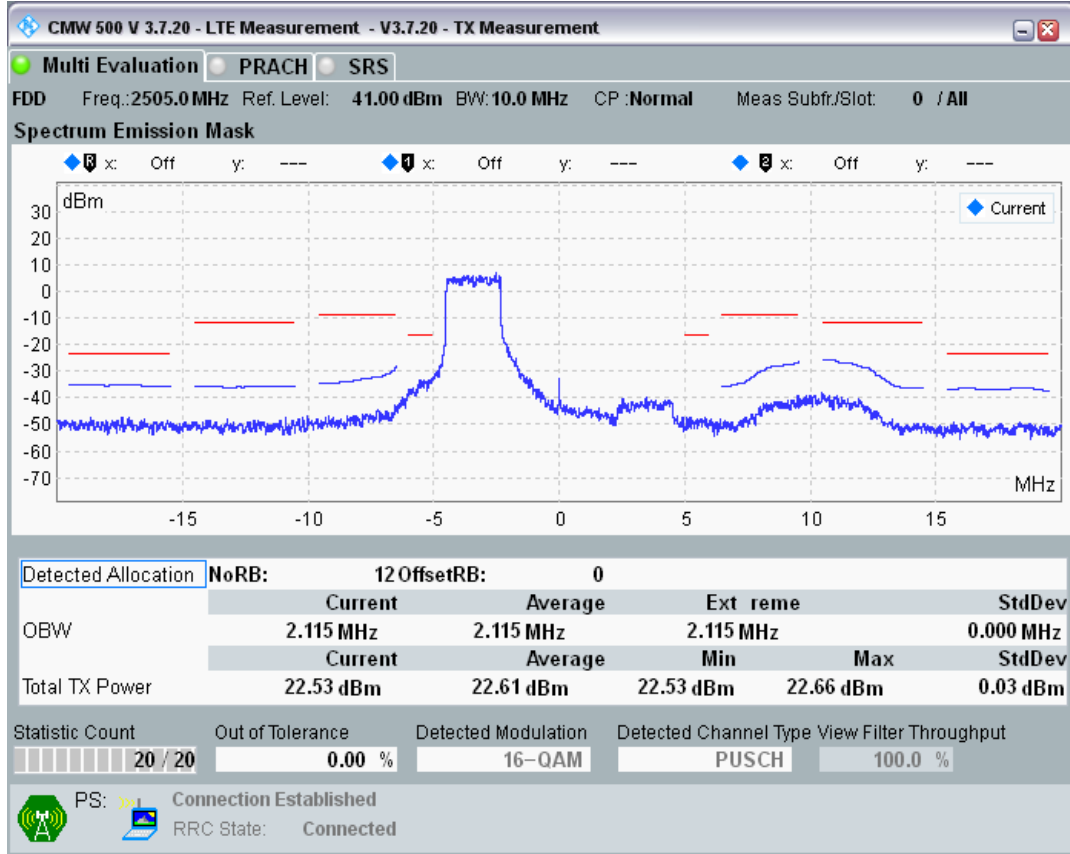 CMW 500 V 3.7.20 - LTE Measurement - V3.7.20 - TX Measurement
Multi Evaluation PRACH SRS
FDD Freq.:2505.0 MHz Ref. Level: 41.00 dBm BW: 10.0 MHz CP :Normal Meas Subfr./Slot: 0 / All
Spectrum Emission Mask
R x: Off y: --- 1 x: Off y: --- 2 x: Off y: ---
dBm
Current
30
20
10
0
-10
-20
-30
-40
-50
-60
-70
MHz
-15 -10 -5 0 5 10 15
Detected Allocation NoRB: 12 OffsetRB: 0
Current Average Ext reme StdDev
OBW 2.115 MHz 2.115 MHz 2.115 MHz 0.000 MHz
Current Average Min Max StdDev
Total TX Power 22.53 dBm 22.61 dBm 22.53 dBm 22.66 dBm 0.03 dBm
Statistic Count Out of Tolerance Detected Modulation Detected Channel Type View Filter Throughput
20 / 20 0.00 % 16-QAM PUSCH 100.0 %
PS: Connection Established
RRC State: Connected